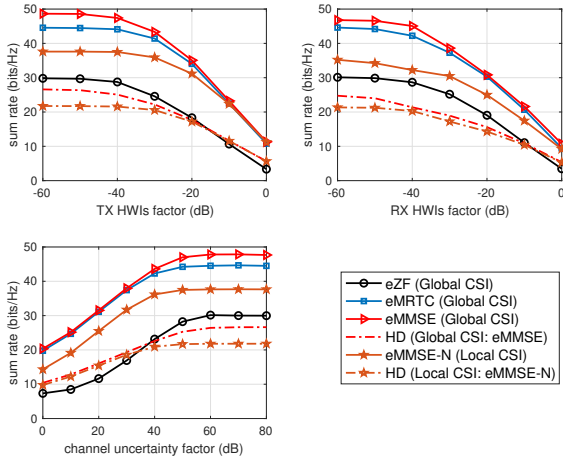 50
40
30
20
10
0
sum rate (bits/Hz)
-60
-40
-20
0
TX HWIs factor (dB)
50
40
30
20
10
0
sum rate (bits/Hz)
-60
-40
-20
0
RX HWIs factor (dB)
50
40
30
20
10
0
sum rate (bits/Hz)
0
20
40
60
80
channel uncertainty factor (dB)
eZF (Global CSI)
eMRTC (Global CSI)
eMMSE (Global CSI)
HD (Global CSI: eMMSE)
eMMSE-N (Local CSI)
HD (Local CSI: eMMSE-N)